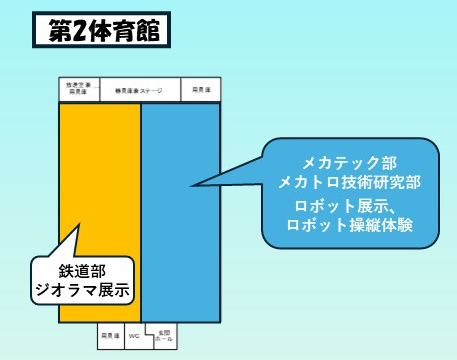 第2体育館
放送室兼
用具庫
器具庫兼ステージ
用具庫
メカテック部
メカトロ技術研究部
ロボット展示、
ロボット操縦体験
鉄道部
ジオラマ展示
用具庫
WC
玄関
ホール